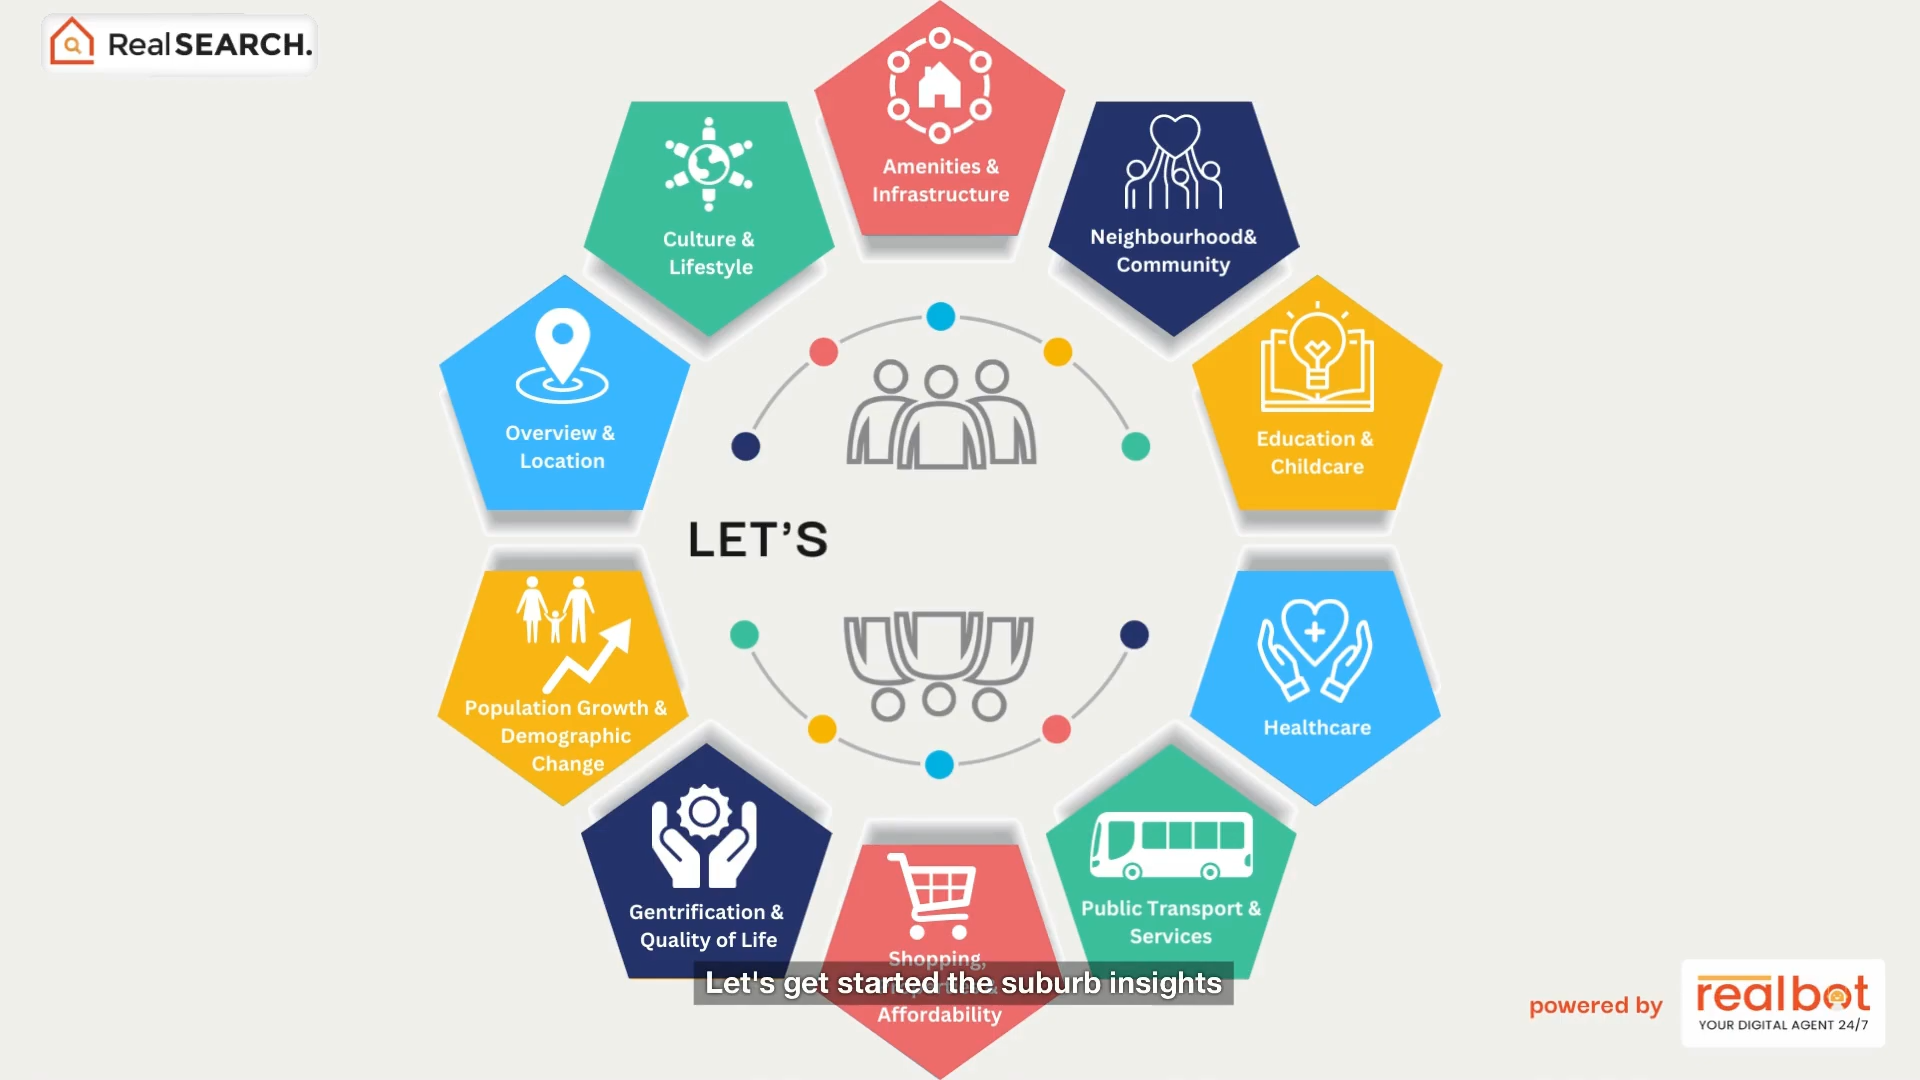 RealSEARCH.
Amenities &
Infrastructure
Culture &
Lifestyle
Neighbourhood&
Community
Overview &
Location
Education &
Childcare
LET'S
Population Growth &
Demographic
Change
Healthcare
Gentrification &
Quality of Life
Public Transport &
Services
Shopping,
Affordability
Let's get started the suburb insights
powered by
realbot
YOUR DIGITAL AGENT 24/7